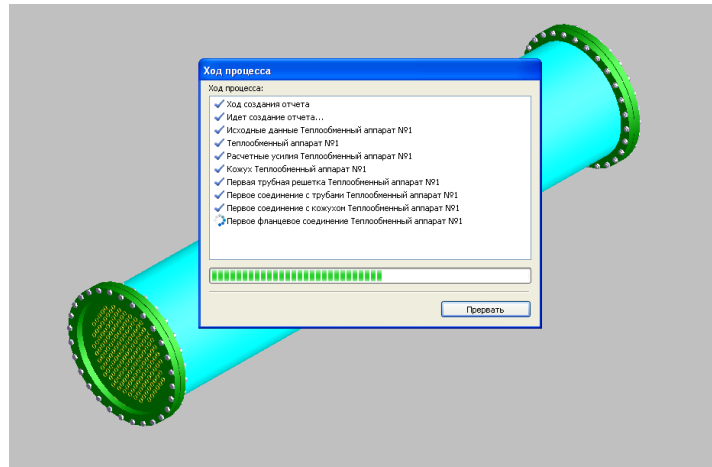 Ход процесса
Ход процесса:
Ход создания отчета
Идет создание отчета...
Исходные данные Теплообменный аппарат №1
Теплообменный аппарат №1
Расчетные усилия Теплообменный аппарат №1
Кожух Теплообменный аппарат №1
Первая трубная решетка Теплообменный аппарат №1
Первое соединение с трубами Теплообменный аппарат №1
Первое соединение с кожухом Теплообменный аппарат №1
Первое фланцевое соединение Теплообменный аппарат №1
Прервать